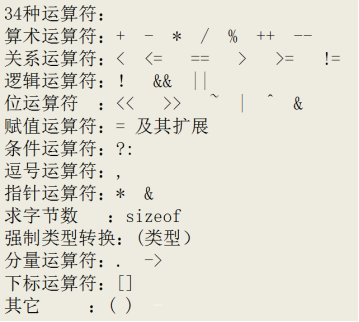 34种运算符:
算术运算符: + - * / % ++ --
关系运算符: < <= == > >= !=
逻辑运算符: ! && ||
位运算符 : << >> ~ | ^ &
赋值运算符: = 及其扩展
条件运算符: ?:
逗号运算符: ,
指针运算符: * &
求字节数 : sizeof
强制类型转换: (类型)
分量运算符: . ->
下标运算符: []
其它 : ( )